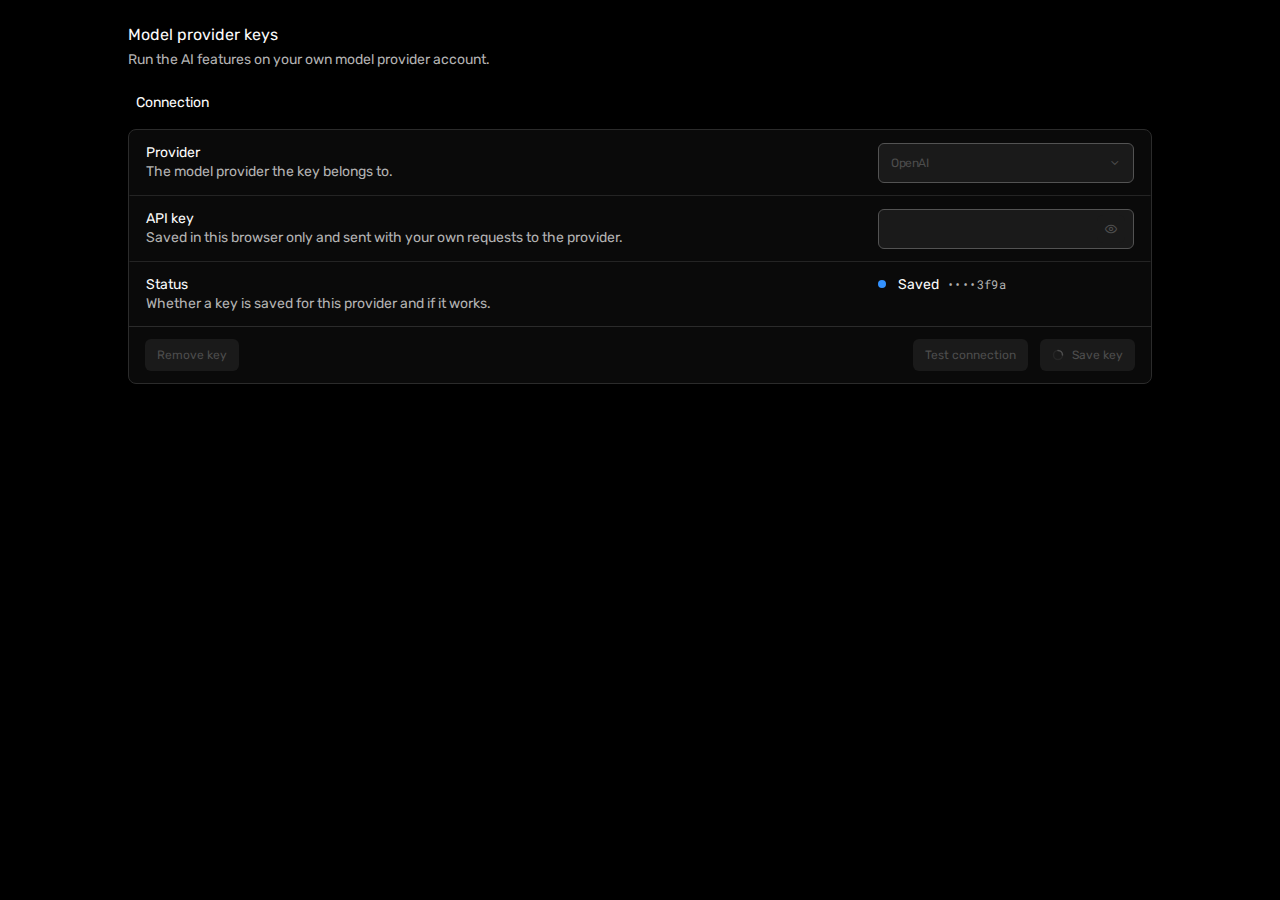 Model provider keys
Run the AI features on your own model provider account.
Connection
Provider
The model provider the key belongs to.
OpenAI
API key
Saved in this browser only and sent with your own requests to the provider.
Status
Whether a key is saved for this provider and if it works.
Saved ····3f9a
Remove key
Test connection
Save key